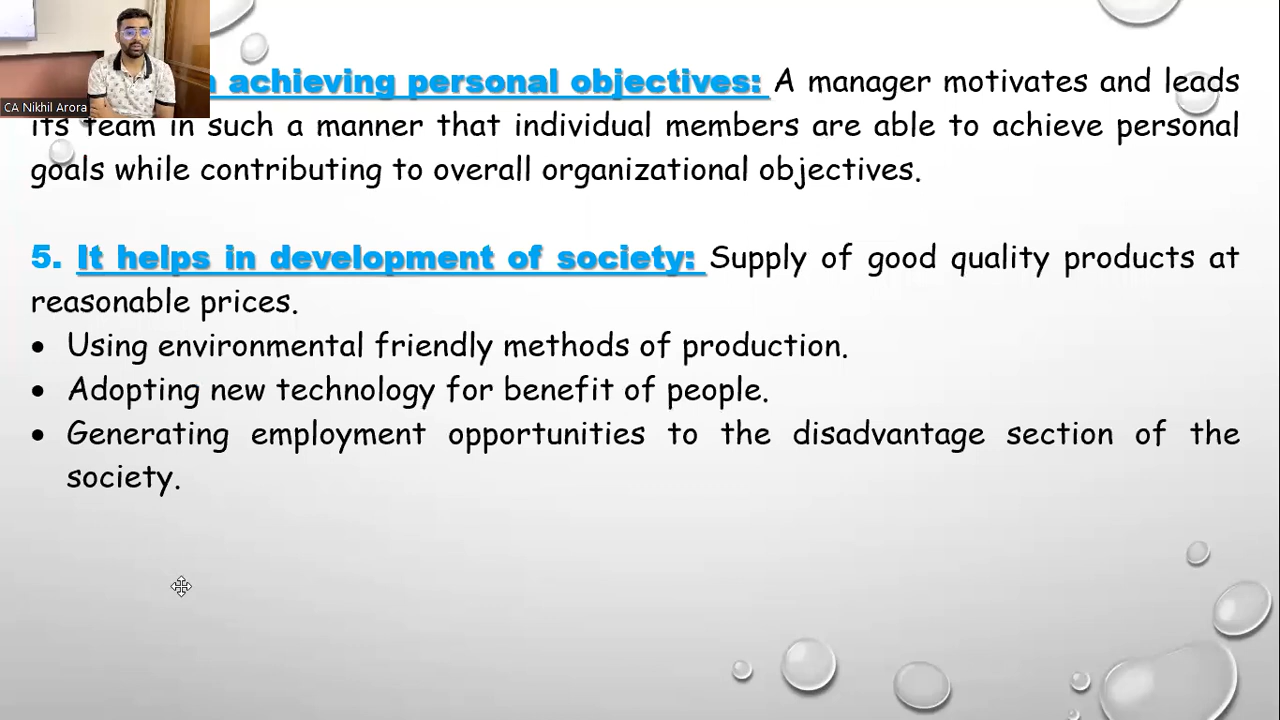 achieving personal objectives: A manager motivates and leads
its team in such a manner that individual members are able to achieve personal
goals while contributing to overall organizational objectives.
5. It helps in development of society: Supply of good quality products at
reasonable prices.
• Using environmental friendly methods of production.
• Adopting new technology for benefit of people.
• Generating employment opportunities to the disadvantage section of the
society.
CA Nikhil Arora